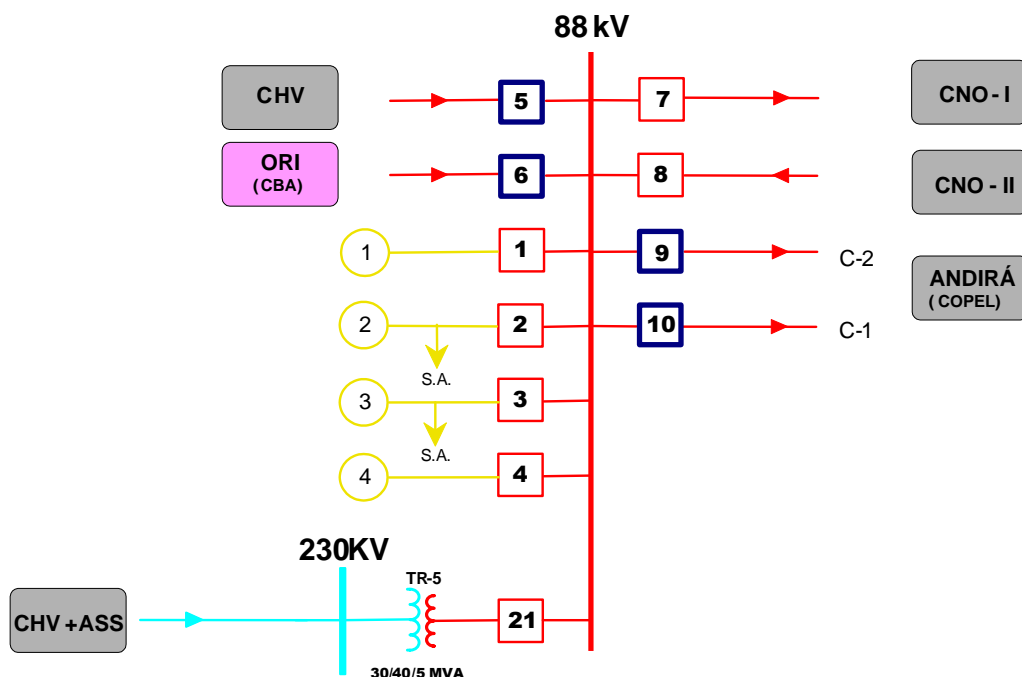 88 kV
CHV
5
7
CNO - I
ORI
(CBA)
6
8
CNO - II
1
1
9
C-2
ANDIRÁ
( COPEL)
2
2
10
C-1
S.A.
3
3
S.A.
4
4
230KV
TR-5
CHV +ASS
21
30/40/5 MVA